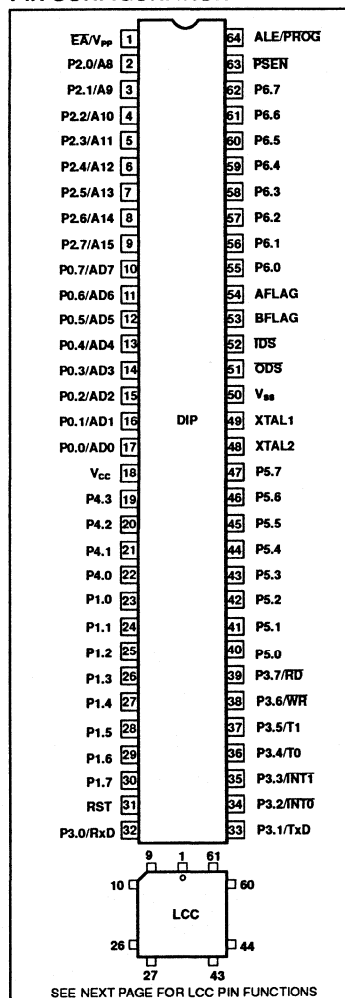 PIN CONFIGURATION
EA/VPP 1 64 ALE/PROG
P2.0/A8 2 63 PSEN
P2.1/A9 3 62 P6.7
P2.2/A10 4 61 P6.6
P2.3/A11 5 60 P6.5
P2.4/A12 6 59 P6.4
P2.5/A13 7 58 P6.3
P2.6/A14 8 57 P6.2
P2.7/A15 9 56 P6.1
P0.7/AD7 10 55 P6.0
P0.6/AD6 11 54 AFLAG
P0.5/AD5 12 53 BFLAG
P0.4/AD4 13 52 IDS
P0.3/AD3 14 51 ODS
P0.2/AD2 15 50 VSS
P0.1/AD1 16 DIP 49 XTAL1
P0.0/AD0 17 48 XTAL2
VCC 18 47 P5.7
P4.3 19 46 P5.6
P4.2 20 45 P5.5
P4.1 21 44 P5.4
P4.0 22 43 P5.3
P1.0 23 42 P5.2
P1.1 24 41 P5.1
P1.2 25 40 P5.0
P1.3 26 39 P3.7/RD
P1.4 27 38 P3.6/WR
P1.5 28 37 P3.5/T1
P1.6 29 36 P3.4/T0
P1.7 30 35 P3.3/INT1
RST 31 34 P3.2/INT0
P3.0/RxD 32 33 P3.1/TxD
9 1 61
10 60
LCC
26 44
27 43
SEE NEXT PAGE FOR LCC PIN FUNCTIONS